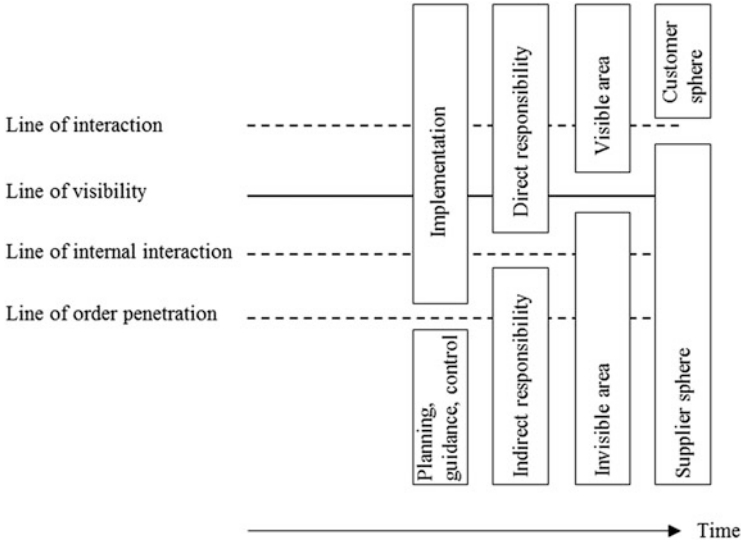 Line of interaction
Line of visibility
Line of internal interaction
Line of order penetration
Implementation
Planning,
guidance, control
Direct responsibility
Indirect responsibility
Visible area
Invisible area
Customer
sphere
Supplier sphere
Time